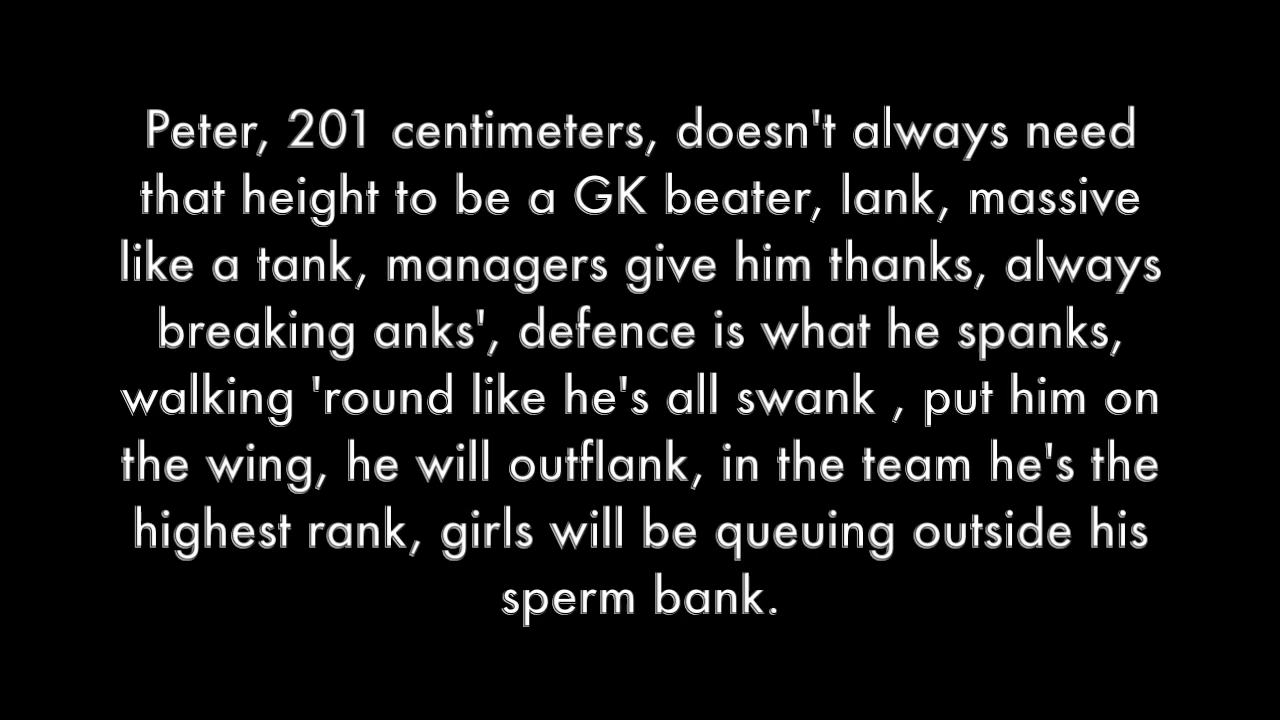 Peter, 201 centimeters, doesn't always need
that height to be a GK beater, lank, massive
like a tank, managers give him thanks, always
breaking anks', defence is what he spanks,
walking 'round like he's all swank , put him on
the wing, he will outflank, in the team he's the
highest rank, girls will be queuing outside his
sperm bank.